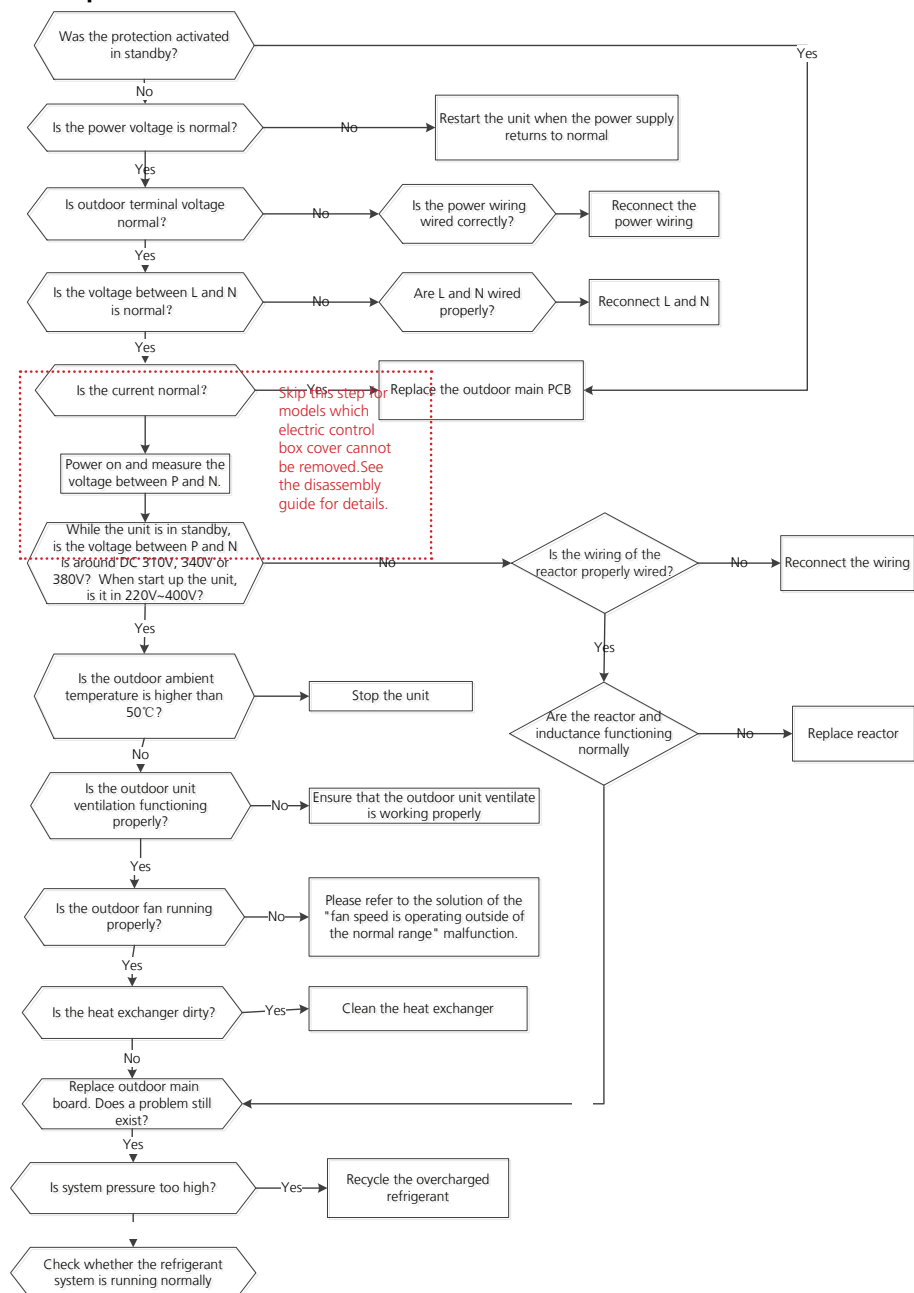 Was the protection activated
in standby?
Yes
No
Is the power voltage is normal?
No
Restart the unit when the power supply
returns to normal
Yes
Is outdoor terminal voltage
normal?
No
Is the power wiring
wired correctly?
Reconnect the
power wiring
Yes
Is the voltage between L and N
is normal?
No
Are L and N wired
properly?
Reconnect L and N
Yes
Is the current normal?
Yes
Replace the outdoor main PCB
Skip this step for
models which
electric control
box cover cannot
be removed.See
the disassembly
guide for details.
Power on and measure the
voltage between P and N.
While the unit is in standby,
is the voltage between P and N
is around DC 310V, 340V or
380V? When start up the unit,
is it in 220V~400V?
No
Is the wiring of the
reactor properly wired?
No
Reconnect the wiring
Yes
Yes
Is the outdoor ambient
temperature is higher than
50℃?
Stop the unit
Are the reactor and
inductance functioning
normally
No
Replace reactor
No
Is the outdoor unit
ventilation functioning
properly?
No
Ensure that the outdoor unit ventilate
is working properly
Yes
Is the outdoor fan running
properly?
No
Please refer to the solution of the
"fan speed is operating outside of
the normal range" malfunction.
Yes
Is the heat exchanger dirty?
Yes
Clean the heat exchanger
No
Replace outdoor main
board. Does a problem still
exist?
Yes
Is system pressure too high?
Yes
Recycle the overcharged
refrigerant
Check whether the refrigerant
system is running normally